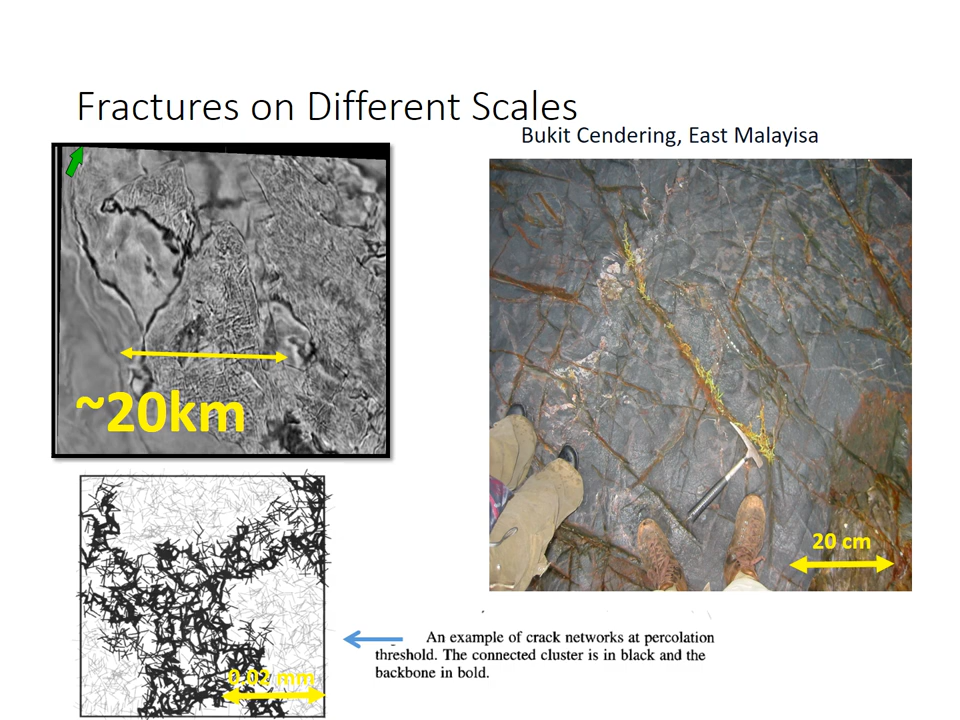 Fractures on Different Scales
Bukit Cendering, East Malayisa
~20km
20 cm
0.02 mm
An example of crack networks at percolation
threshold. The connected cluster is in black and the
backbone in bold.